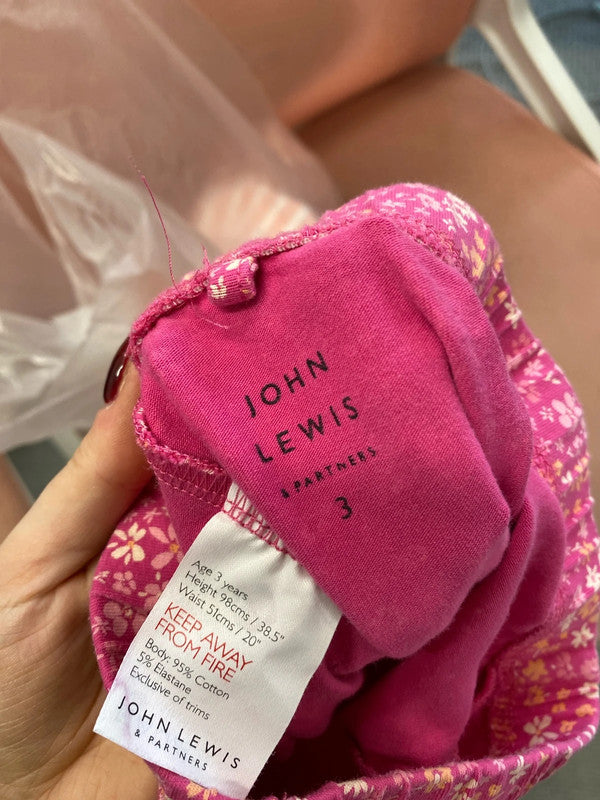 JOHN
LEWIS
& PARTNERS
3
Age 3 years
Height 98cms / 38.5"
Waist 51cms / 20"
KEEP AWAY
FROM FIRE
Body: 95% Cotton
5% Elastane
Exclusive of trims
JOHN LEWIS
& PARTNERS